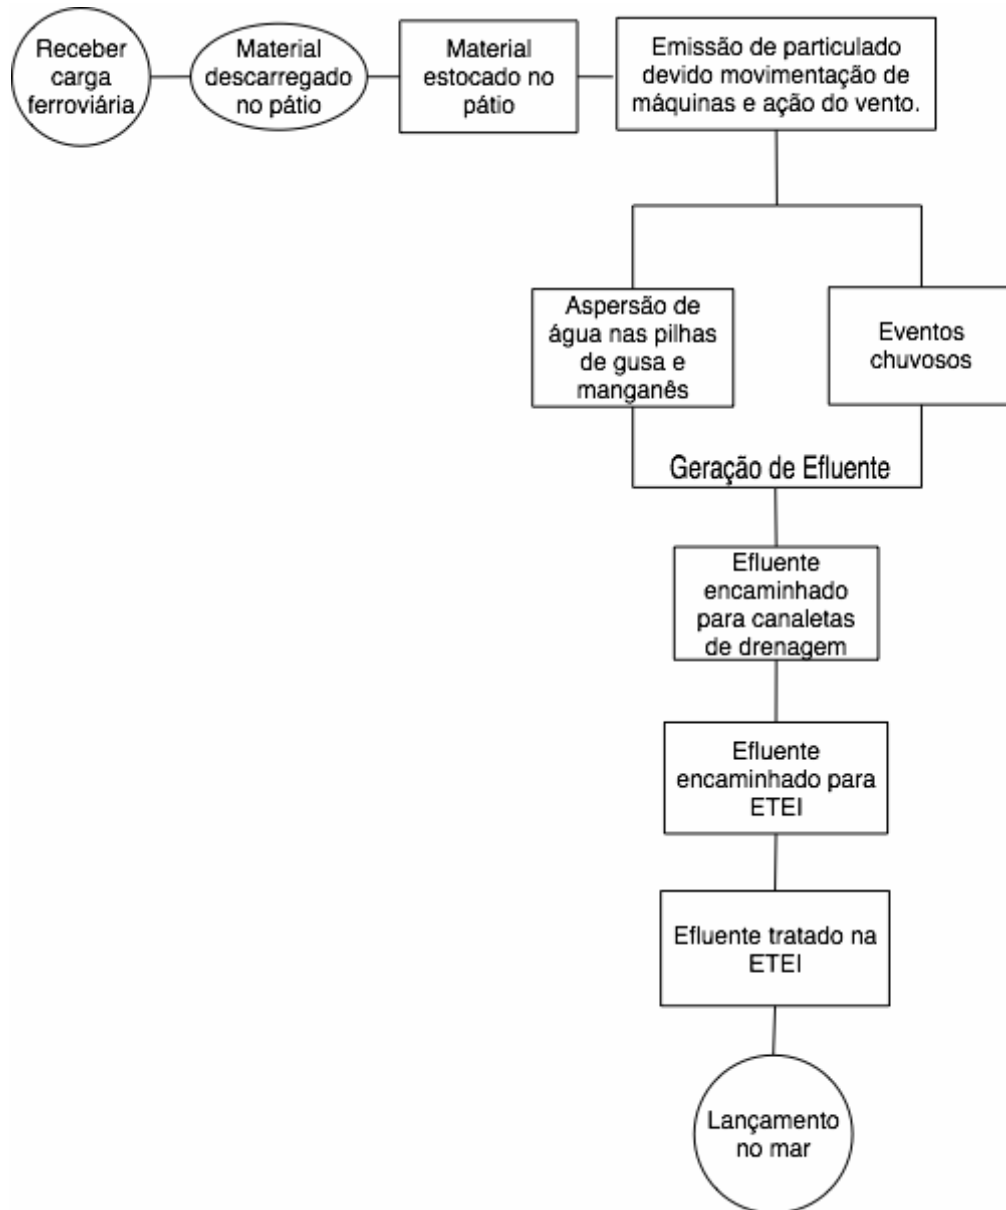 Receber
carga
ferroviária
Material
descarregado
no pátio
Material
estocado no
pátio
Emissão de particulado
devido movimentação de
máquinas e ação do vento.
Aspersão de
água nas pilhas
de gusa e
manganês
Eventos
chuvosos
Geração de Efluente
Efluente
encaminhado
para canaletas
de drenagem
Efluente
encaminhado para
ETEI
Efluente tratado na
ETEI
Lançamento
no mar